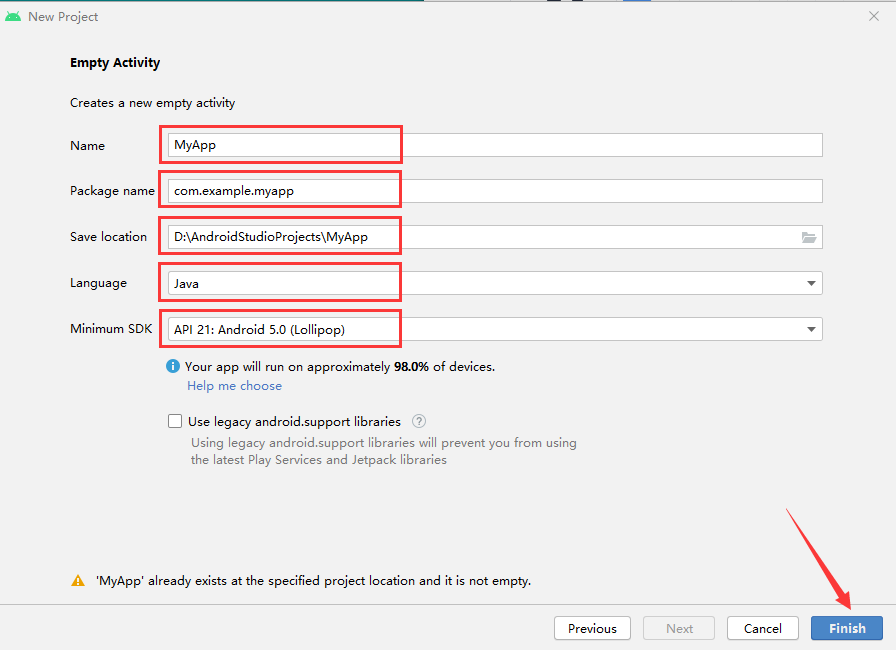 New Project
Empty Activity
Creates a new empty activity
Name MyApp
Package name com.example.myapp
Save location D:\AndroidStudioProjects\MyApp
Language Java
Minimum SDK API 21: Android 5.0 (Lollipop)
Your app will run on approximately 98.0% of devices.
Help me choose
Use legacy android.support libraries ?
Using legacy android.support libraries will prevent you from using
the latest Play Services and Jetpack libraries
'MyApp' already exists at the specified project location and it is not empty.
Previous Next Cancel Finish